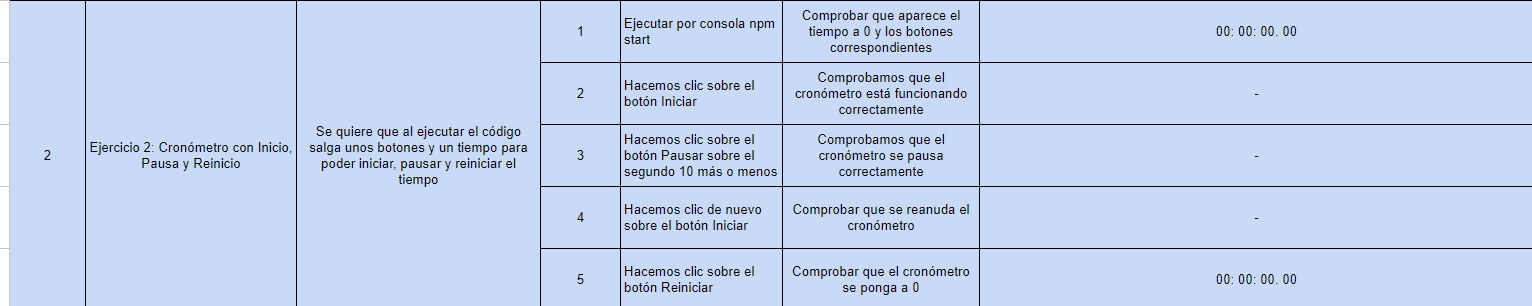 2
Ejercicio 2: Cronómetro con Inicio,
Pausa y Reinicio
Se quiere que al ejecutar el código
salga unos botones y un tiempo para
poder iniciar, pausar y reiniciar el
tiempo
1
Ejecutar por consola npm
start
Comprobar que aparece el
tiempo a 0 y los botones
correspondientes
00: 00: 00. 00
2
Hacemos clic sobre el
botón Iniciar
Comprobamos que el
cronómetro está funcionando
correctamente
-
3
Hacemos clic sobre el
botón Pausar sobre el
segundo 10 más o menos
Comprobamos que el
cronómetro se pausa
correctamente
-
4
Hacemos clic de nuevo
sobre el botón Iniciar
Comprobar que se reanuda el
cronómetro
-
5
Hacemos clic sobre el
botón Reiniciar
Comprobar que el cronómetro
se ponga a 0
00: 00: 00. 00